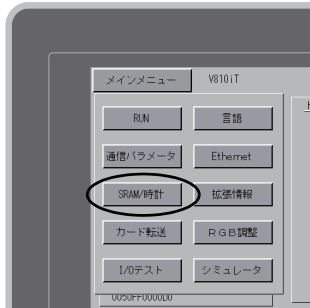 メインメニュー V810iT
RUN 言語
通信パラメータ Ethernet
SRAM/時計 拡張情報
カード転送 RGB調整
I/Oテスト シミュレータ
0050FF0000D0